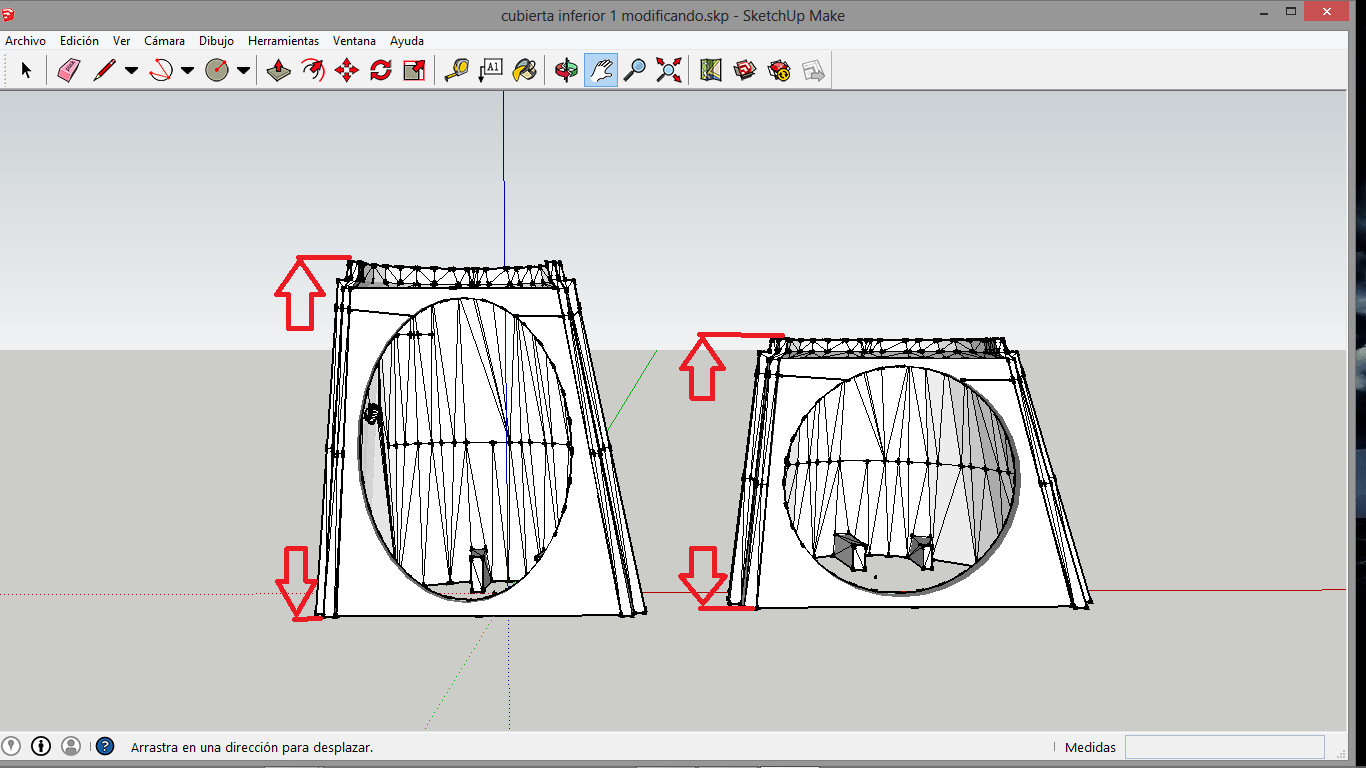 cubierta inferior 1 modificando.skp - SketchUp Make
Archivo Edición Ver Cámara Dibujo Herramientas Ventana Ayuda
A1
Arrastra en una dirección para desplazar.
Medidas